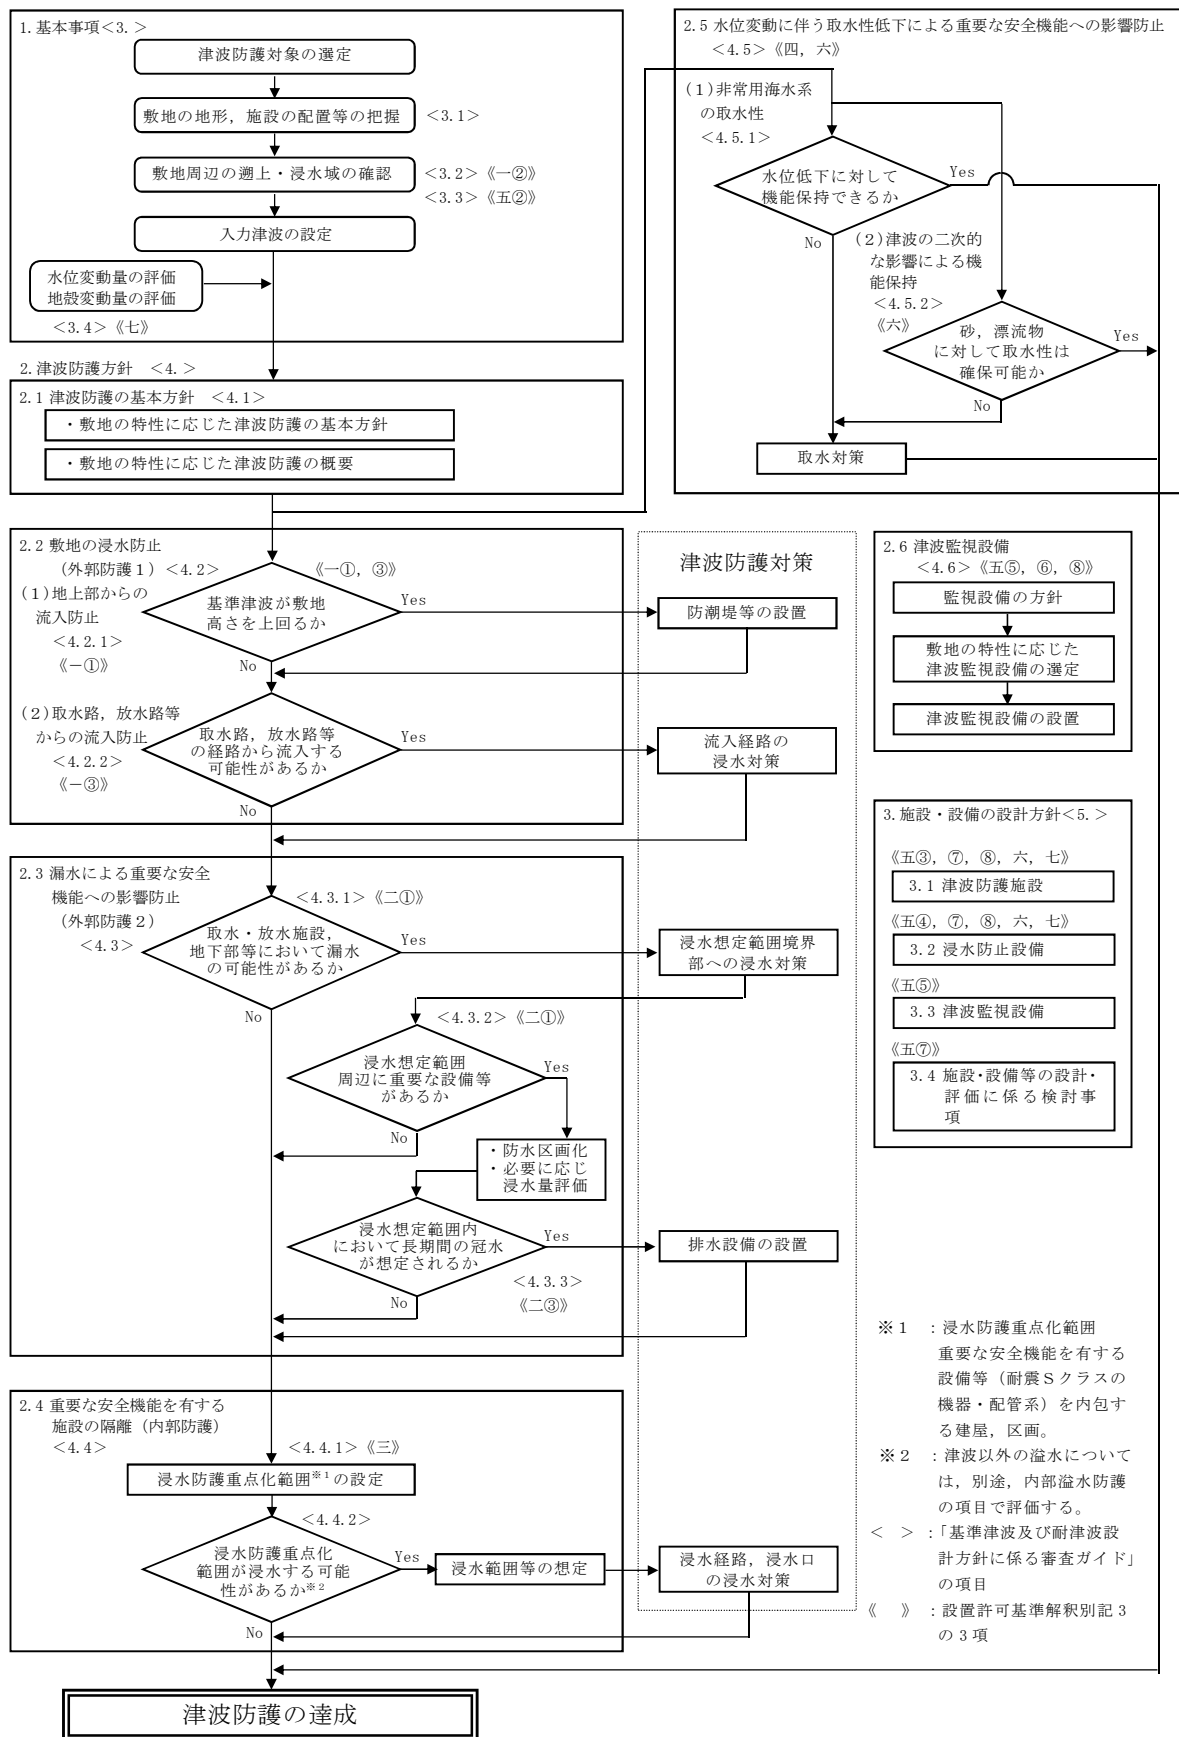 1.基本事項<3.>
津波防護対象の選定
敷地の地形，施設の配置等の把握
<3.1>
敷地周辺の遡上・浸水域の確認
<3.2>《一②》
<3.3>《五②》
入力津波の設定
水位変動量の評価
地殻変動量の評価
<3.4>《七》
2.津波防護方針 <4.>
2.1 津波防護の基本方針 <4.1>
・敷地の特性に応じた津波防護の基本方針
・敷地の特性に応じた津波防護の概要
2.5 水位変動に伴う取水性低下による重要な安全機能への影響防止
<4.5>《四，六》
(１)非常用海水系
の取水性
<4.5.1>
水位低下に対して
機能保持できるか
Yes
No
(２)津波の二次的
な影響による機
能保持
<4.5.2>
《六》
砂，漂流物
に対して取水性は
確保可能か
Yes
No
取水対策
2.2 敷地の浸水防止
（外郭防護１）<4.2>
《一①，③》
(１)地上部からの
流入防止
<4.2.1>
《一①》
基準津波が敷地
高さを上回るか
Yes
No
(２)取水路，放水路等
からの流入防止
<4.2.2>
《一③》
取水路，放水路等
の経路から流入する
可能性があるか
Yes
No
津波防護対策
防潮堤等の設置
流入経路の
浸水対策
2.6 津波監視設備
<4.6>《五⑤，⑥，⑧》
監視設備の方針
敷地の特性に応じた
津波監視設備の選定
津波監視設備の設置
2.3 漏水による重要な安全
機能への影響防止
（外郭防護２）
<4.3>
<4.3.1>《二①》
取水・放水施設，
地下部等において漏水
の可能性があるか
Yes
No
浸水想定範囲境界
部への浸水対策
<4.3.2>《二①》
浸水想定範囲
周辺に重要な設備等
があるか
Yes
No
・防水区画化
・必要に応じ
浸水量評価
浸水想定範囲内
において長期間の冠水
が想定されるか
Yes
<4.3.3>
《二③》
No
排水設備の設置
3.施設・設備の設計方針<5.>
《五③，⑦，⑧，六，七》
3.1 津波防護施設
《五④，⑦，⑧，六，七》
3.2 浸水防止設備
《五⑤》
3.3 津波監視設備
《五⑦》
3.4 施設・設備等の設計・
評価に係る検討事
項
2.4 重要な安全機能を有する
施設の隔離（内郭防護）
<4.4>
<4.4.1>《三》
浸水防護重点化範囲※1の設定
<4.4.2>
浸水防護重点化
範囲が浸水する可能
性があるか※2
Yes
No
浸水範囲等の想定
浸水経路，浸水口
の浸水対策
※１ ：浸水防護重点化範囲
重要な安全機能を有する
設備等（耐震Ｓクラスの
機器・配管系）を内包す
る建屋，区画。
※２ ：津波以外の溢水について
は，別途，内部溢水防護
の項目で評価する。
< > ：「基準津波及び耐津波設
計方針に係る審査ガイド」
の項目
《 》 ：設置許可基準解釈別記３
の３項
津波防護の達成